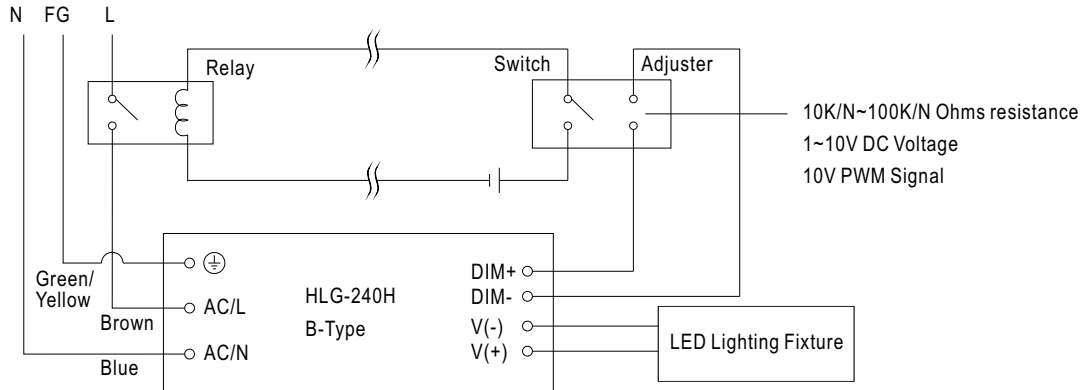 N FG L
Relay
Switch
Adjuster
10K/N~100K/N Ohms resistance
1~10V DC Voltage
10V PWM Signal
Green/
Yellow
Brown
Blue
AC/L
AC/N
HLG-240H
B-Type
DIM+
DIM-
V(-)
V(+)
LED Lighting Fixture